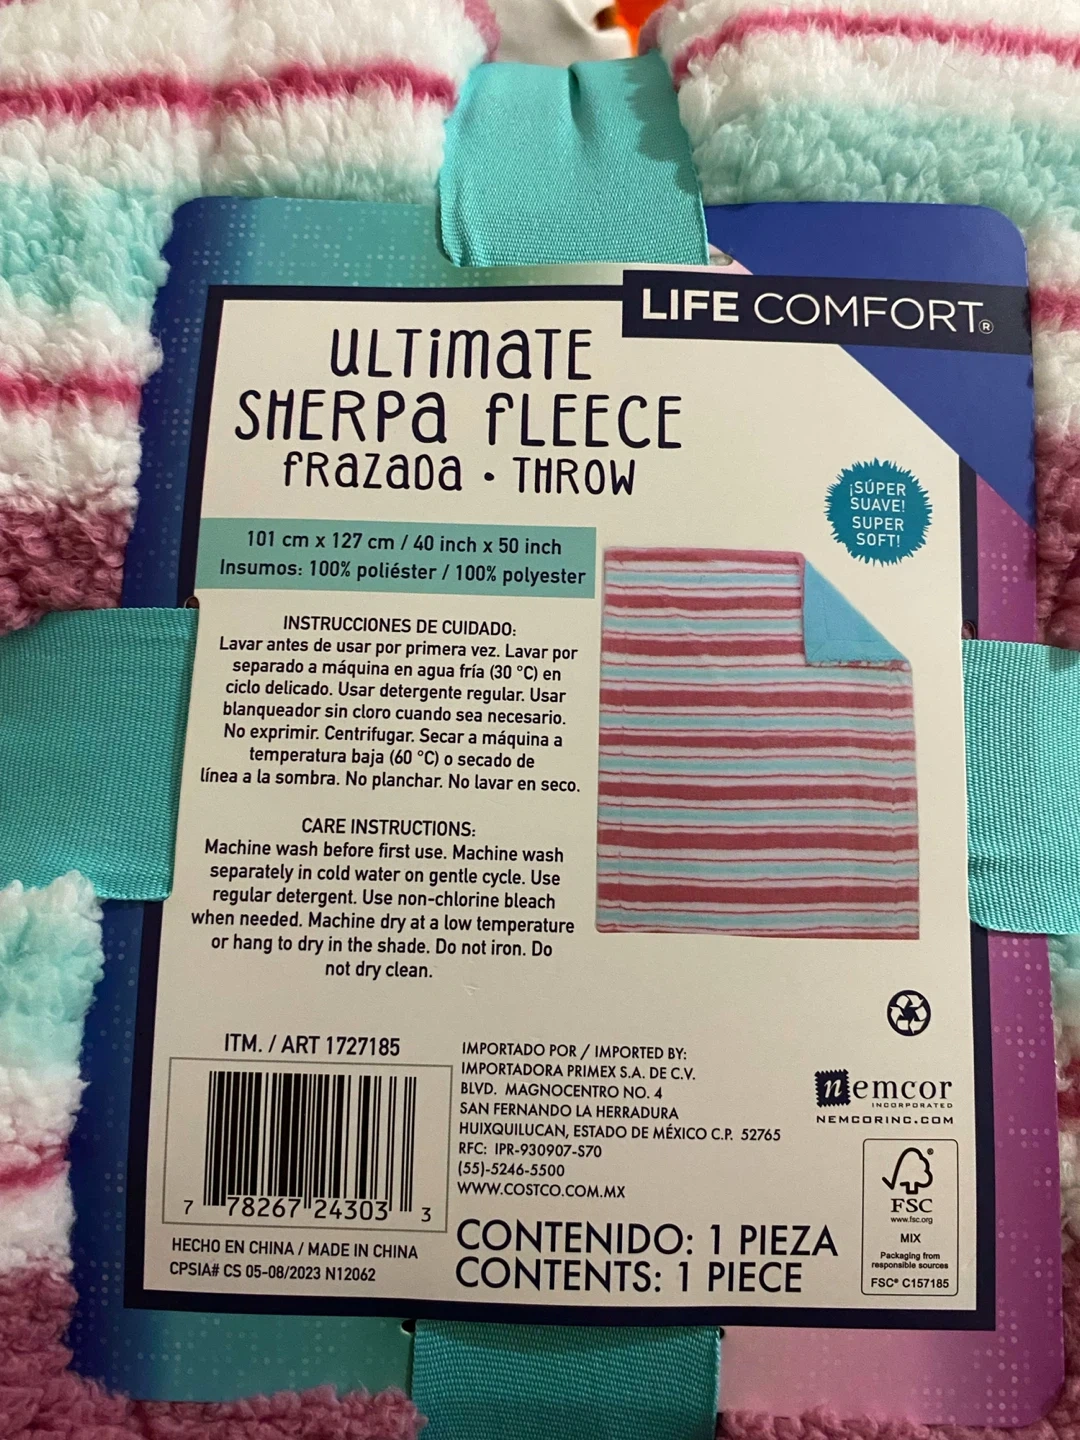 LIFE COMFORT®
ULTIMATE
SHERPA FLEECE
FRAZADA • THROW
¡SÚPER
SUAVE!
SUPER
SOFT!
101 cm x 127 cm / 40 inch x 50 inch
Insumos: 100% poliéster / 100% polyester
INSTRUCCIONES DE CUIDADO:
Lavar antes de usar por primera vez. Lavar por
separado a máquina en agua fría (30 °C) en
ciclo delicado. Usar detergente regular. Usar
blanqueador sin cloro cuando sea necesario.
No exprimir. Centrifugar. Secar a máquina a
temperatura baja (60 °C) o secado de
línea a la sombra. No planchar. No lavar en seco.
CARE INSTRUCTIONS:
Machine wash before first use. Machine wash
separately in cold water on gentle cycle. Use
regular detergent. Use non-chlorine bleach
when needed. Machine dry at a low temperature
or hang to dry in the shade. Do not iron. Do
not dry clean.
ITM. / ART 1727185
7 78267 24303 3
HECHO EN CHINA / MADE IN CHINA
CPSIA# CS 05-08/2023 N12062
IMPORTADO POR / IMPORTED BY:
IMPORTADORA PRIMEX S.A. DE C.V.
BLVD. MAGNOCENTRO NO. 4
SAN FERNANDO LA HERRADURA
HUIXQUILUCAN, ESTADO DE MÉXICO C.P. 52765
RFC: IPR-930907-S70
(55)-5246-5500
WWW.COSTCO.COM.MX
CONTENIDO: 1 PIEZA
CONTENTS: 1 PIECE
nemcor
INCORPORATED
NEMCORINC.COM
FSC
www.fsc.org
MIX
Packaging from
responsible sources
FSC® C157185